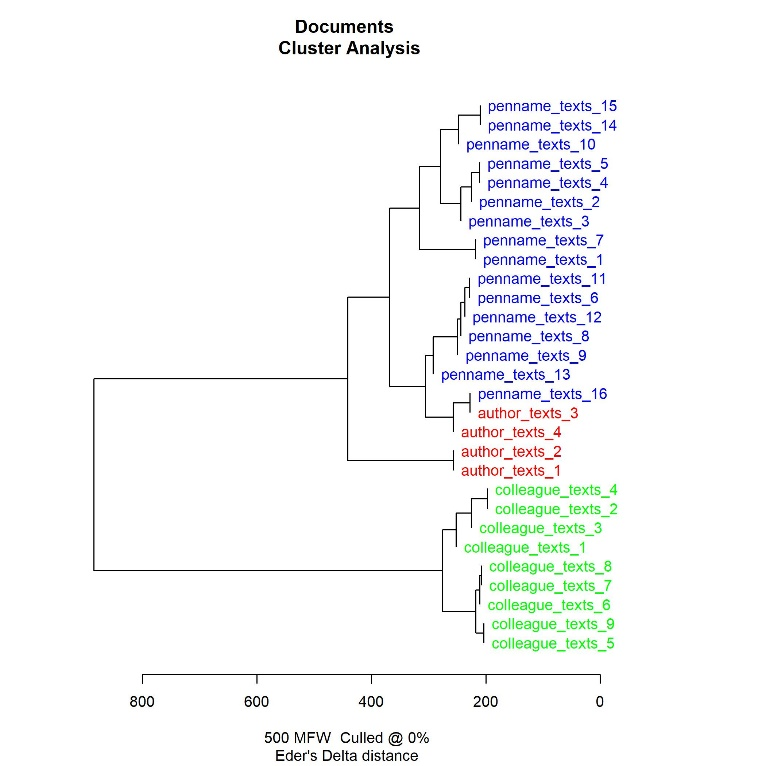 Documents
Cluster Analysis
penname_texts_15
penname_texts_14
penname_texts_10
penname_texts_5
penname_texts_4
penname_texts_2
penname_texts_3
penname_texts_7
penname_texts_1
penname_texts_11
penname_texts_6
penname_texts_12
penname_texts_8
penname_texts_9
penname_texts_13
penname_texts_16
author_texts_3
author_texts_4
author_texts_2
author_texts_1
colleague_texts_4
colleague_texts_2
colleague_texts_3
colleague_texts_1
colleague_texts_8
colleague_texts_7
colleague_texts_6
colleague_texts_9
colleague_texts_5
800 600 400 200 0
500 MFW Culled @ 0%
Eder's Delta distance